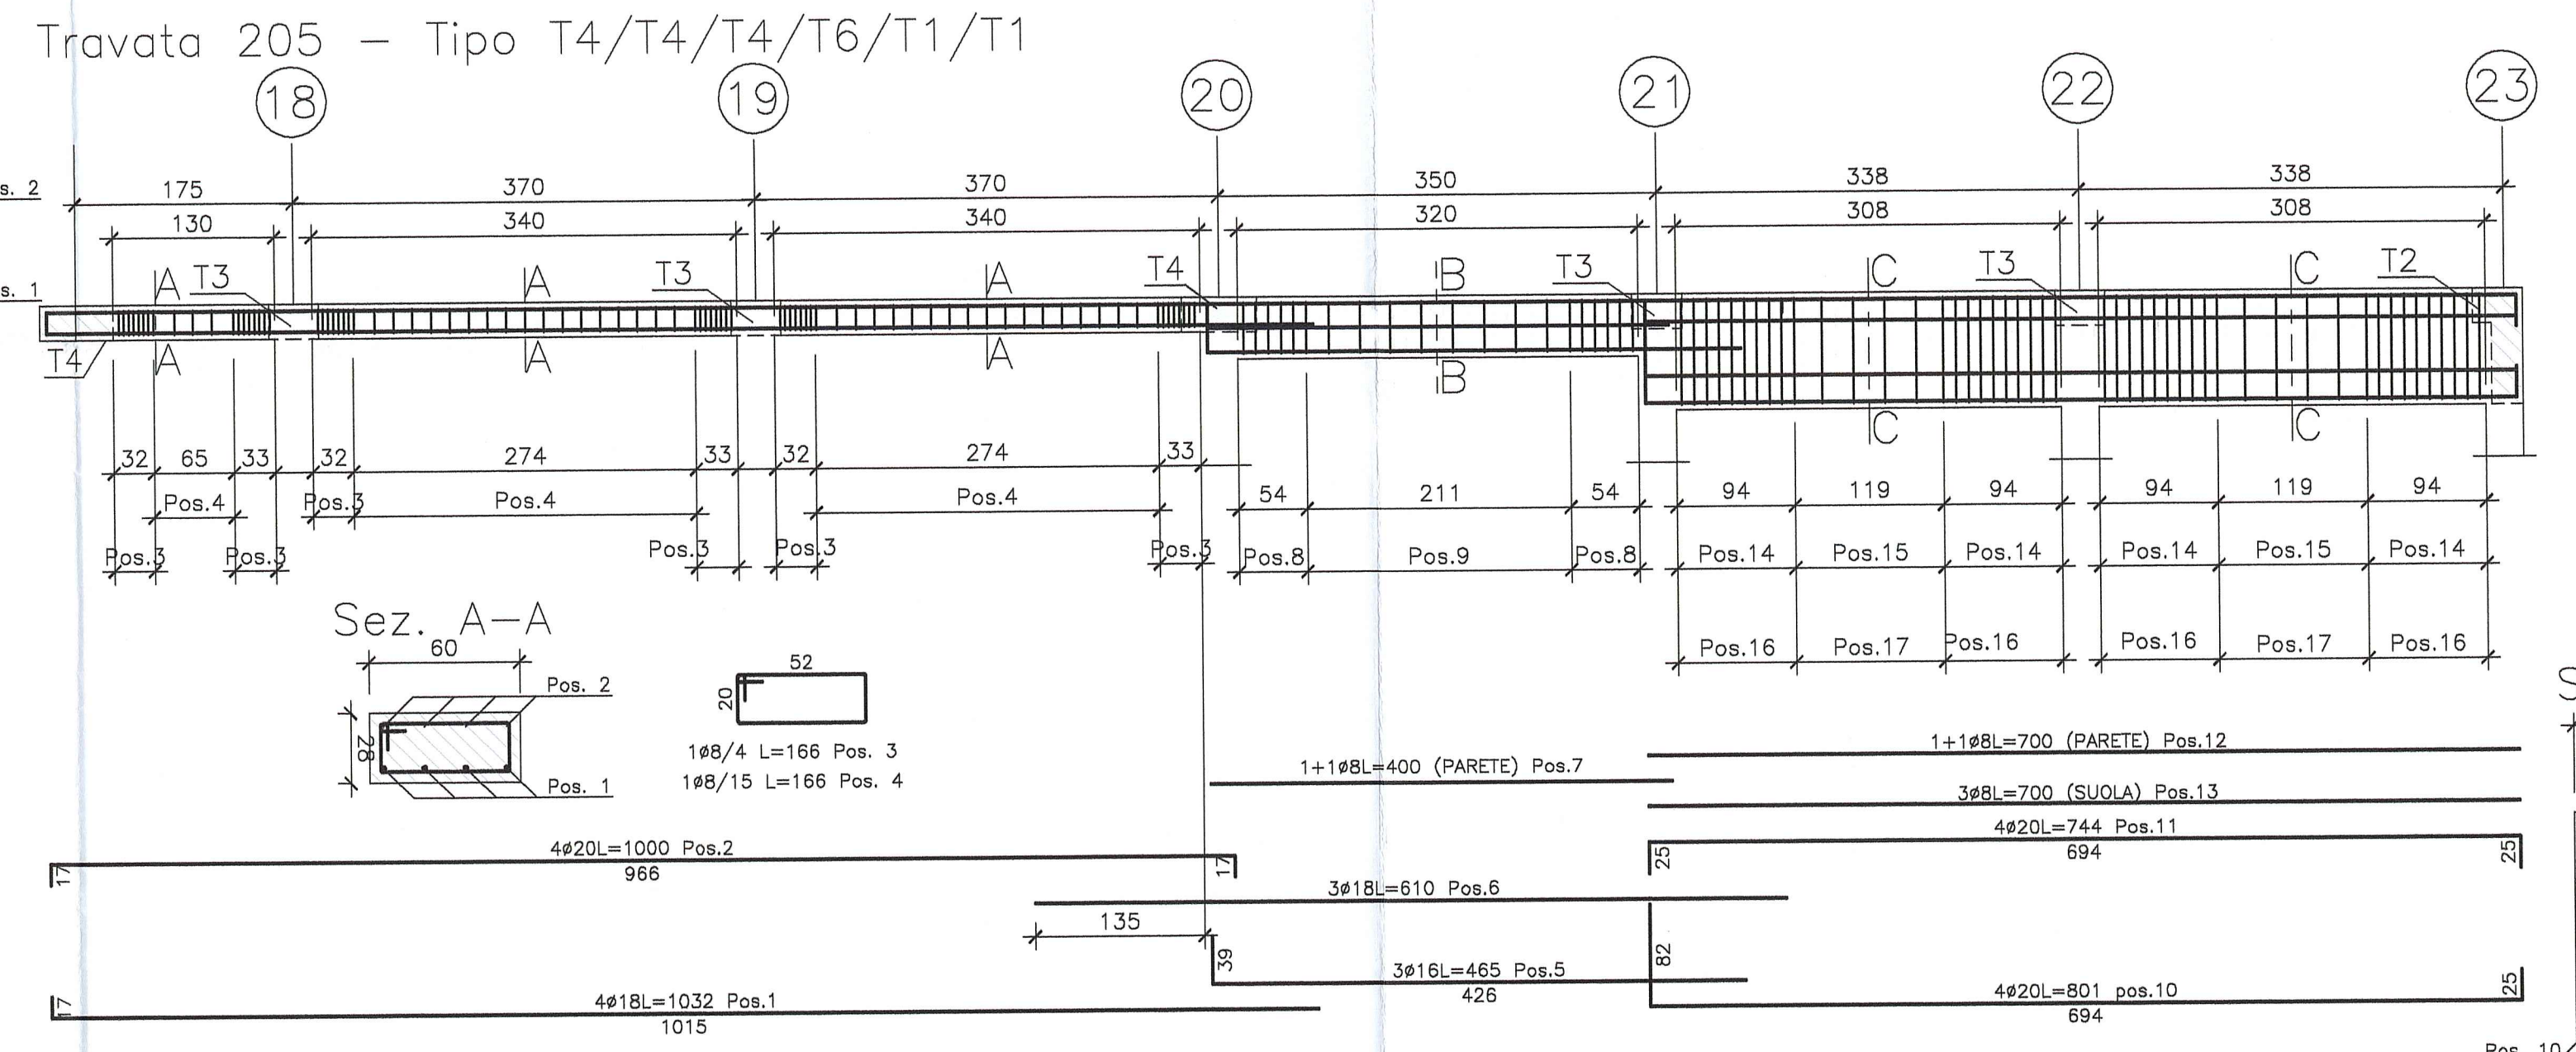 Travata 205 - Tipo T4/T4/T4/T6/T1/T1
18 19 20 21 22 23
s. 2
175 370 370 350 338 338
130 340 340 320 308 308
s. 1
A T3 A T3 A T4 B T3 C T3 C T2
T4 A A A B C C
32 65 33 32 274 33 32 274 33 54 211 54 94 119 94 94 119 94
Pos.4 Pos.3 Pos.4 Pos.4
Pos.3 Pos.3 Pos.3 Pos.3 Pos.3 Pos.8 Pos.9 Pos.8 Pos.14 Pos.15 Pos.14 Pos.14 Pos.15 Pos.14
Pos.16 Pos.17 Pos.16 Pos.16 Pos.17 Pos.16
Sez. A-A
60
Pos. 2
28
Pos. 1
52
20
1ø8/4 L=166 Pos. 3
1ø8/15 L=166 Pos. 4
S
1+1ø8L=700 (PARETE) Pos.12
1+1ø8L=400 (PARETE) Pos.7
3ø8L=700 (SUOLA) Pos.13
4ø20L=744 Pos.11
25 694 25
4ø20L=1000 Pos.2
17 966 17
3ø18L=610 Pos.6
135
39
3ø16L=465 Pos.5
426
82
4ø20L=801 pos.10
694 25
4ø18L=1032 Pos.1
17 1015
Pos. 10/